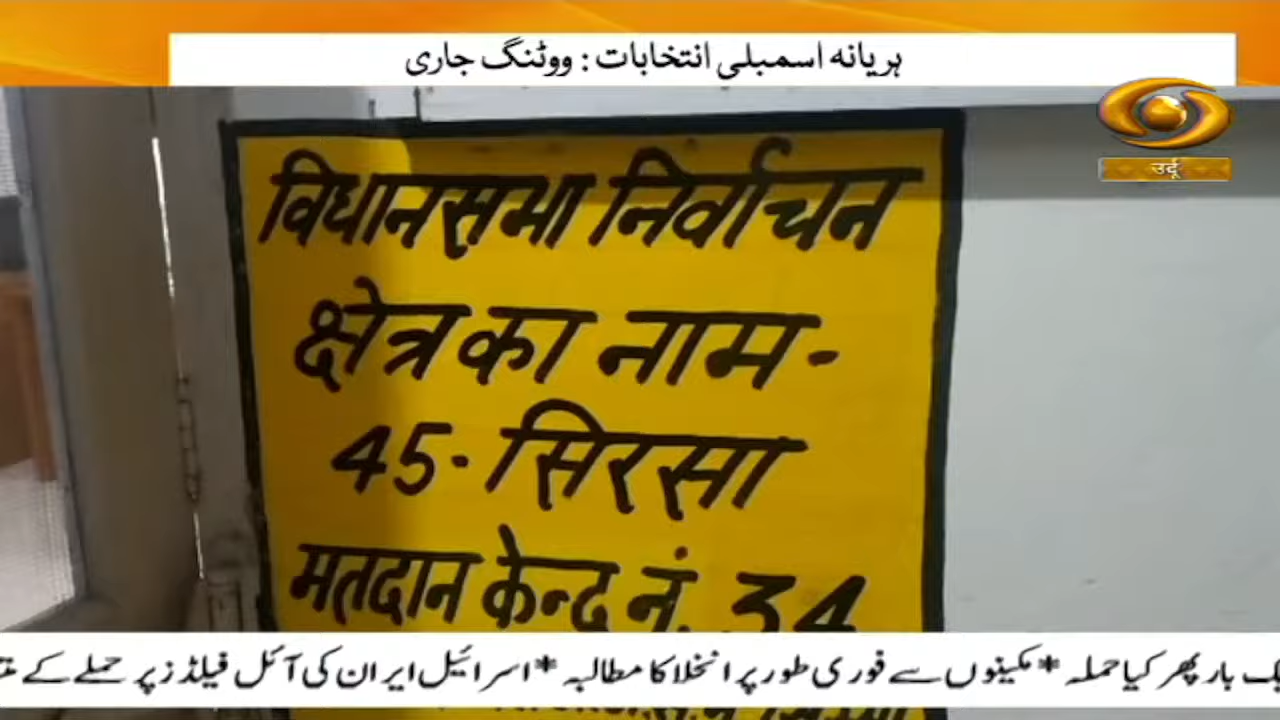 ہریانہ اسمبلی انتخابات : ووٹنگ جاری
उर्दू
विधानसभा निर्वाचन
क्षेत्र का नाम-
45-सिरसा
मतदान केन्द्र नं. 34
بار پھر کیا حملہ *مکینوں سے فوری طور پر انخلا کا مطالبہ *اسرائیل ایران کی آئل فیلڈز پر حملے کے